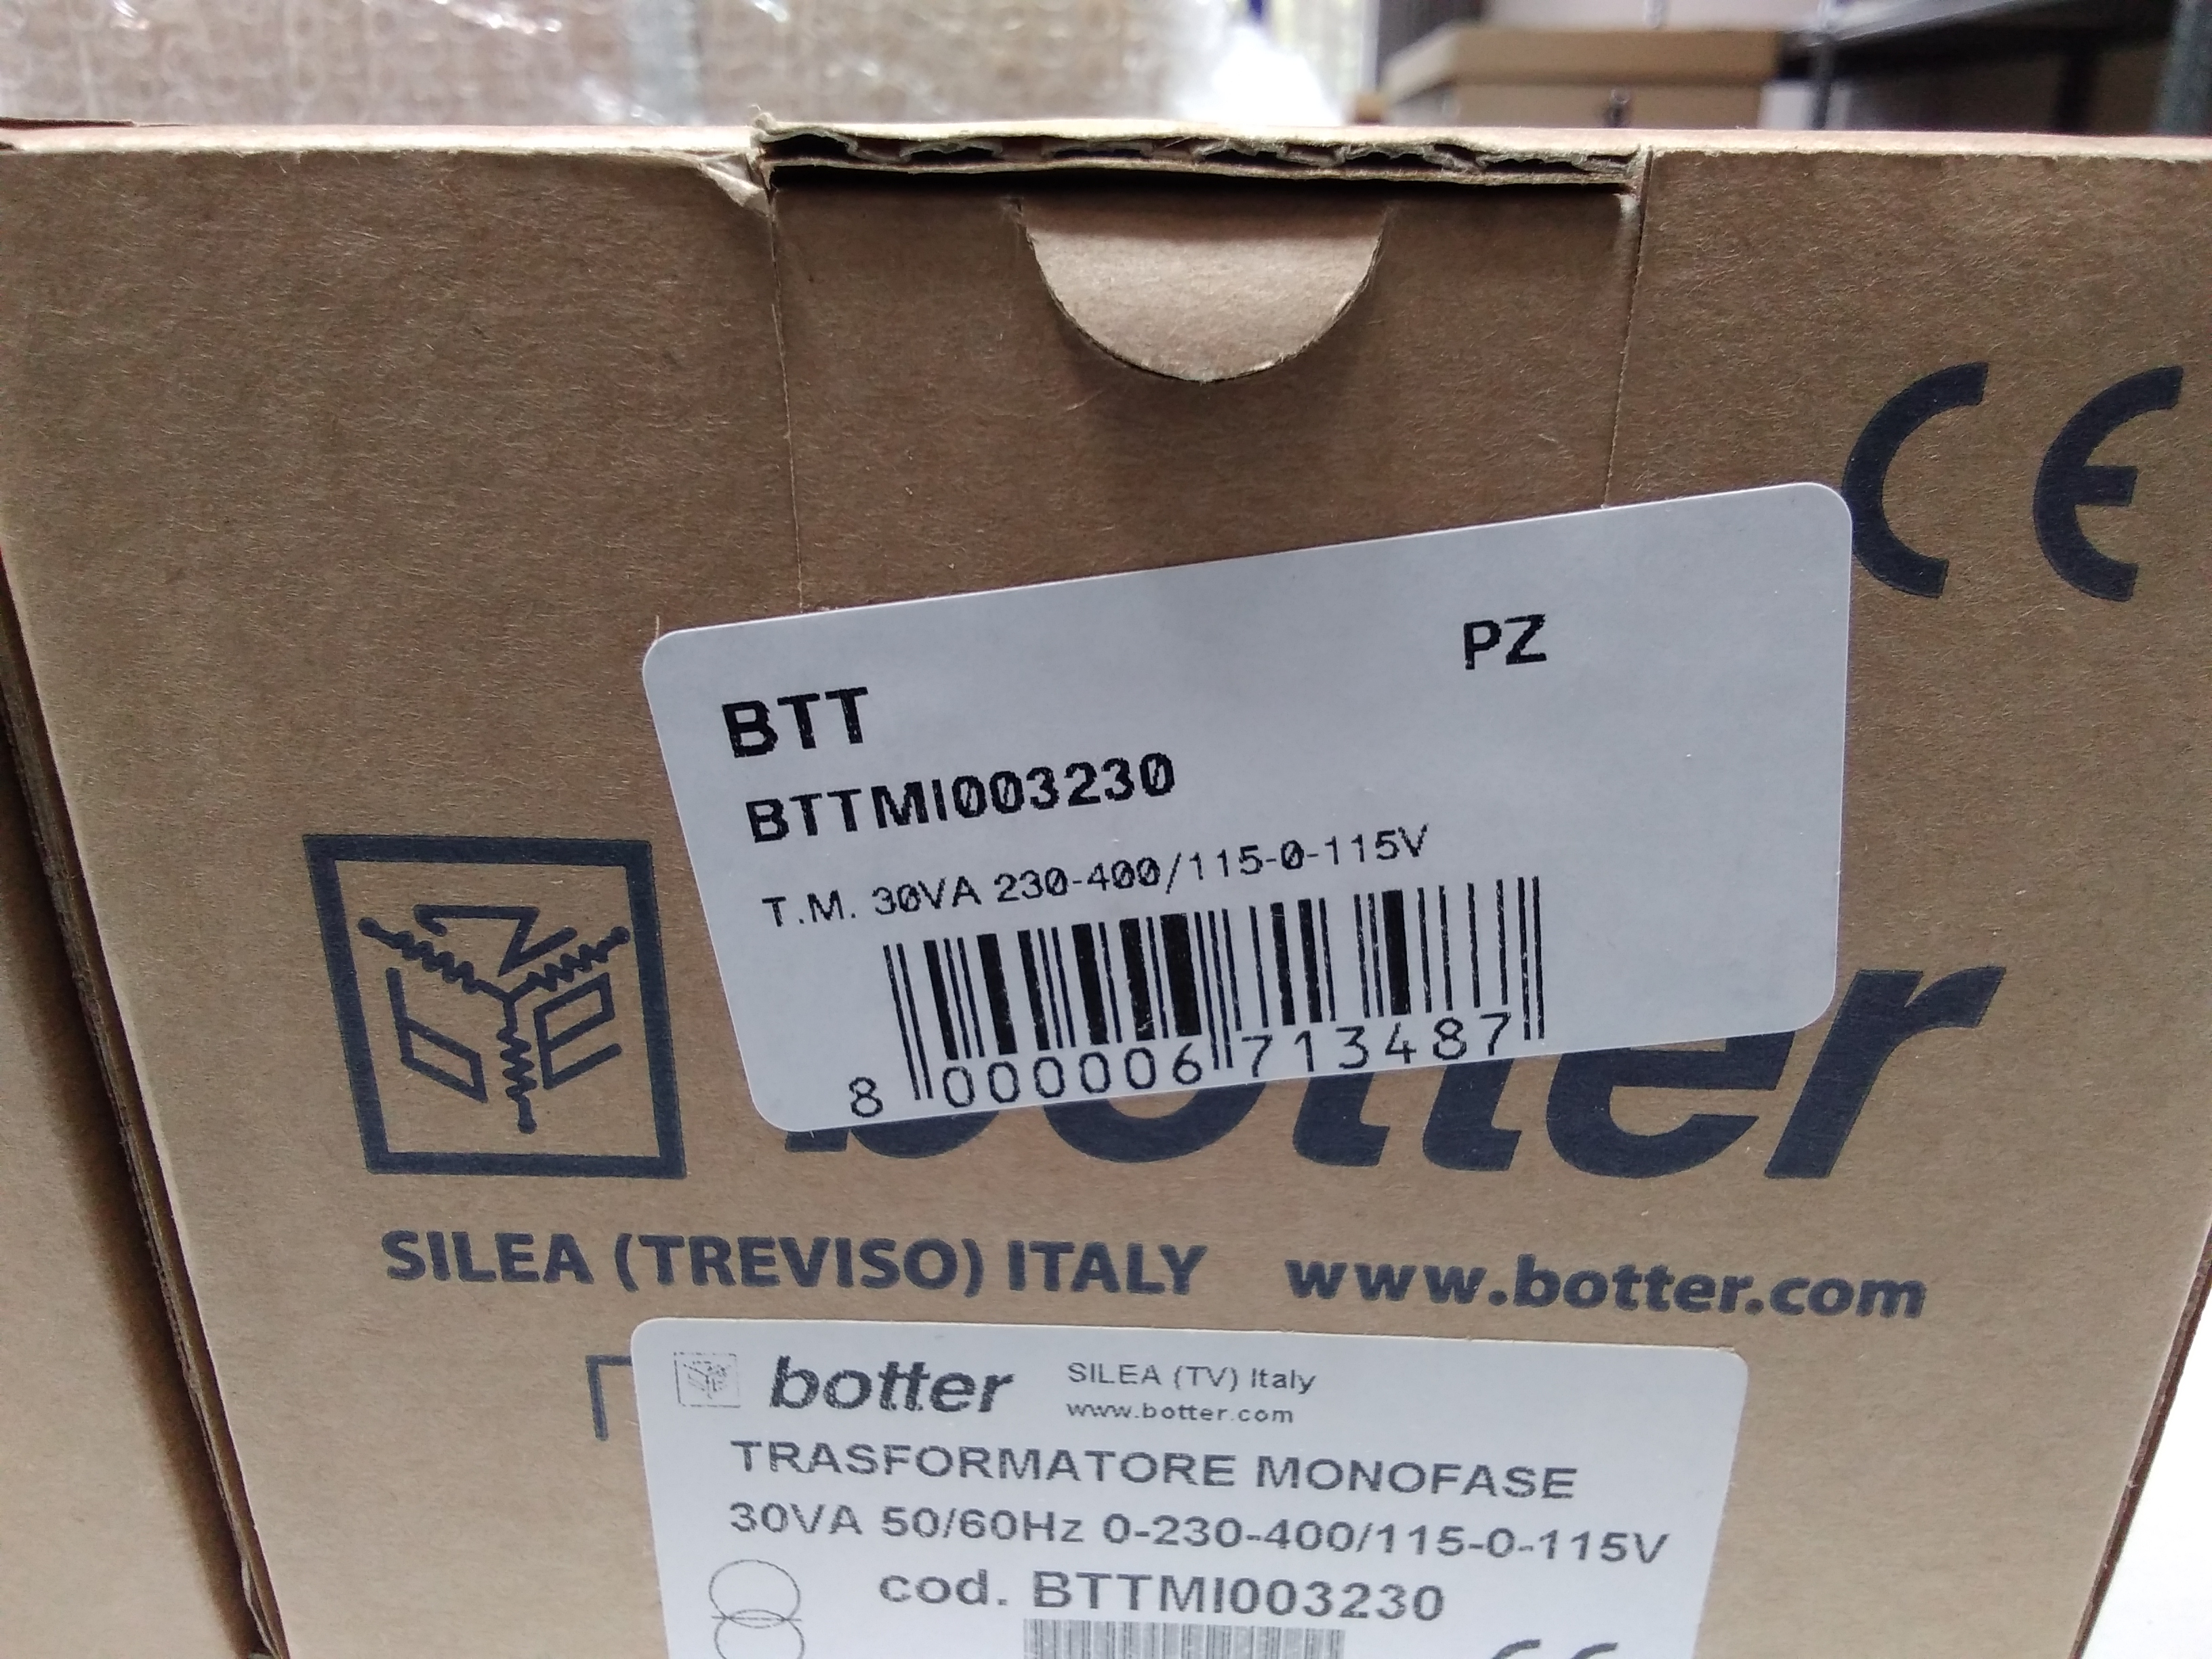 CE
PZ
BTT
BTTMI003230
T.M. 30VA 230-400/115-0-115V
8 000006 713487
botter
SILEA (TREVISO) ITALY www.botter.com
botter SILEA (TV) Italy
www.botter.com
TRASFORMATORE MONOFASE
30VA 50/60Hz 0-230-400/115-0-115V
cod. BTTMI003230
CE